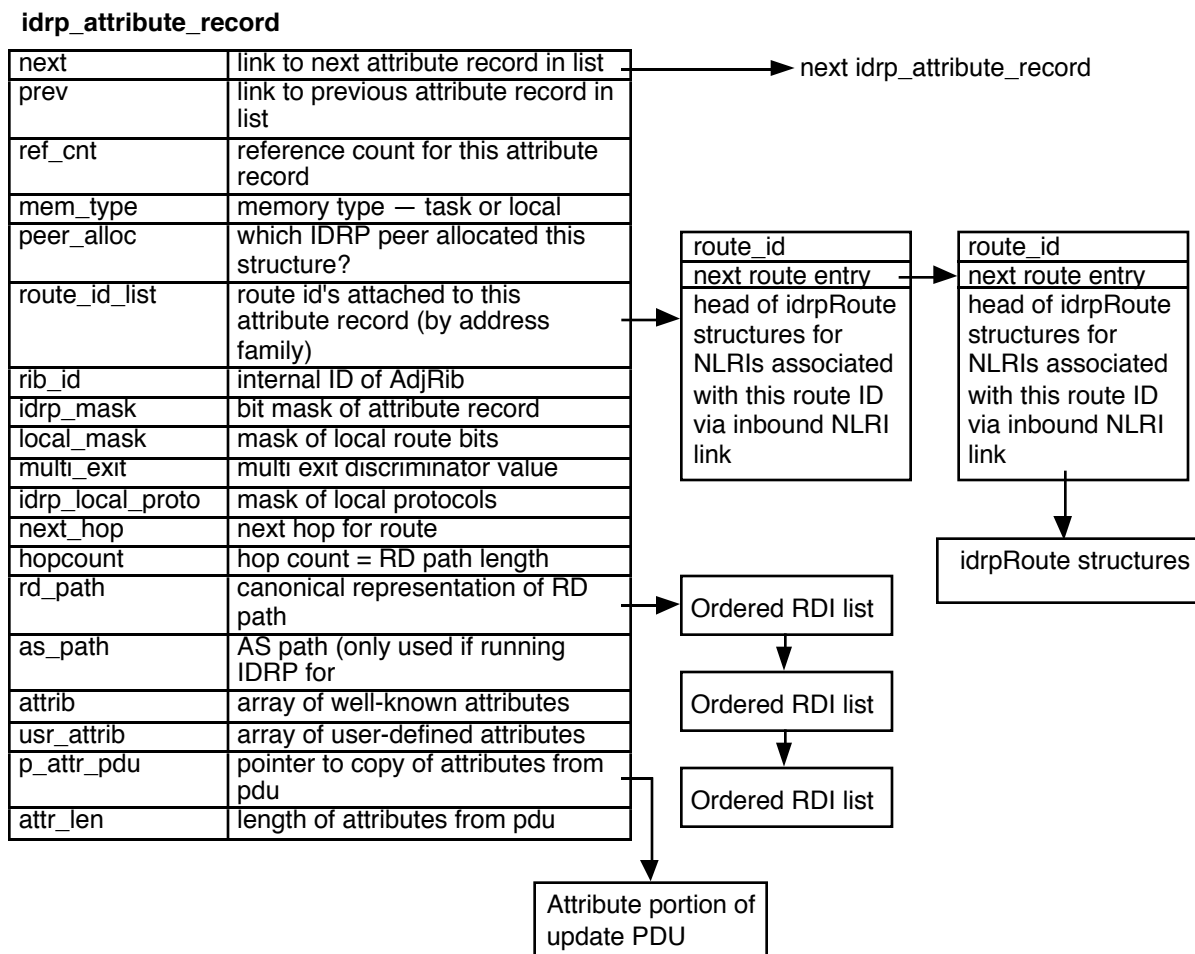 idrp_attribute_record
next link to next attribute record in list
next idrp_attribute_record
prev link to previous attribute record in
list
ref_cnt reference count for this attribute
record
mem_type memory type — task or local
peer_alloc which IDRP peer allocated this
structure?
route_id_list route id's attached to this
attribute record (by address
family)
rib_id internal ID of AdjRib
idrp_mask bit mask of attribute record
local_mask mask of local route bits
multi_exit multi exit discriminator value
idrp_local_proto mask of local protocols
next_hop next hop for route
hopcount hop count = RD path length
rd_path canonical representation of RD
path
as_path AS path (only used if running
IDRP for
attrib array of well-known attributes
usr_attrib array of user-defined attributes
p_attr_pdu pointer to copy of attributes from
pdu
attr_len length of attributes from pdu
route_id
next route entry
head of idrpRoute
structures for
NLRIs associated
with this route ID
via inbound NLRI
link
route_id
next route entry
head of idrpRoute
structures for
NLRIs associated
with this route ID
via inbound NLRI
link
idrpRoute structures
Ordered RDI list
Ordered RDI list
Ordered RDI list
Attribute portion of
update PDU